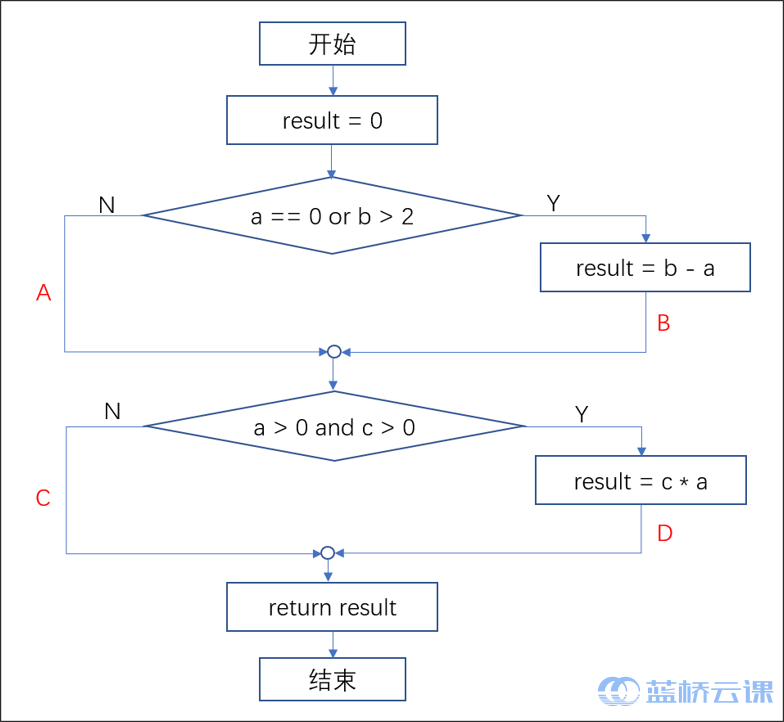 开始
result = 0
N
a == 0 or b > 2
Y
result = b - a
A
B
N
a > 0 and c > 0
Y
result = c * a
C
D
return result
结束
蓝桥云课